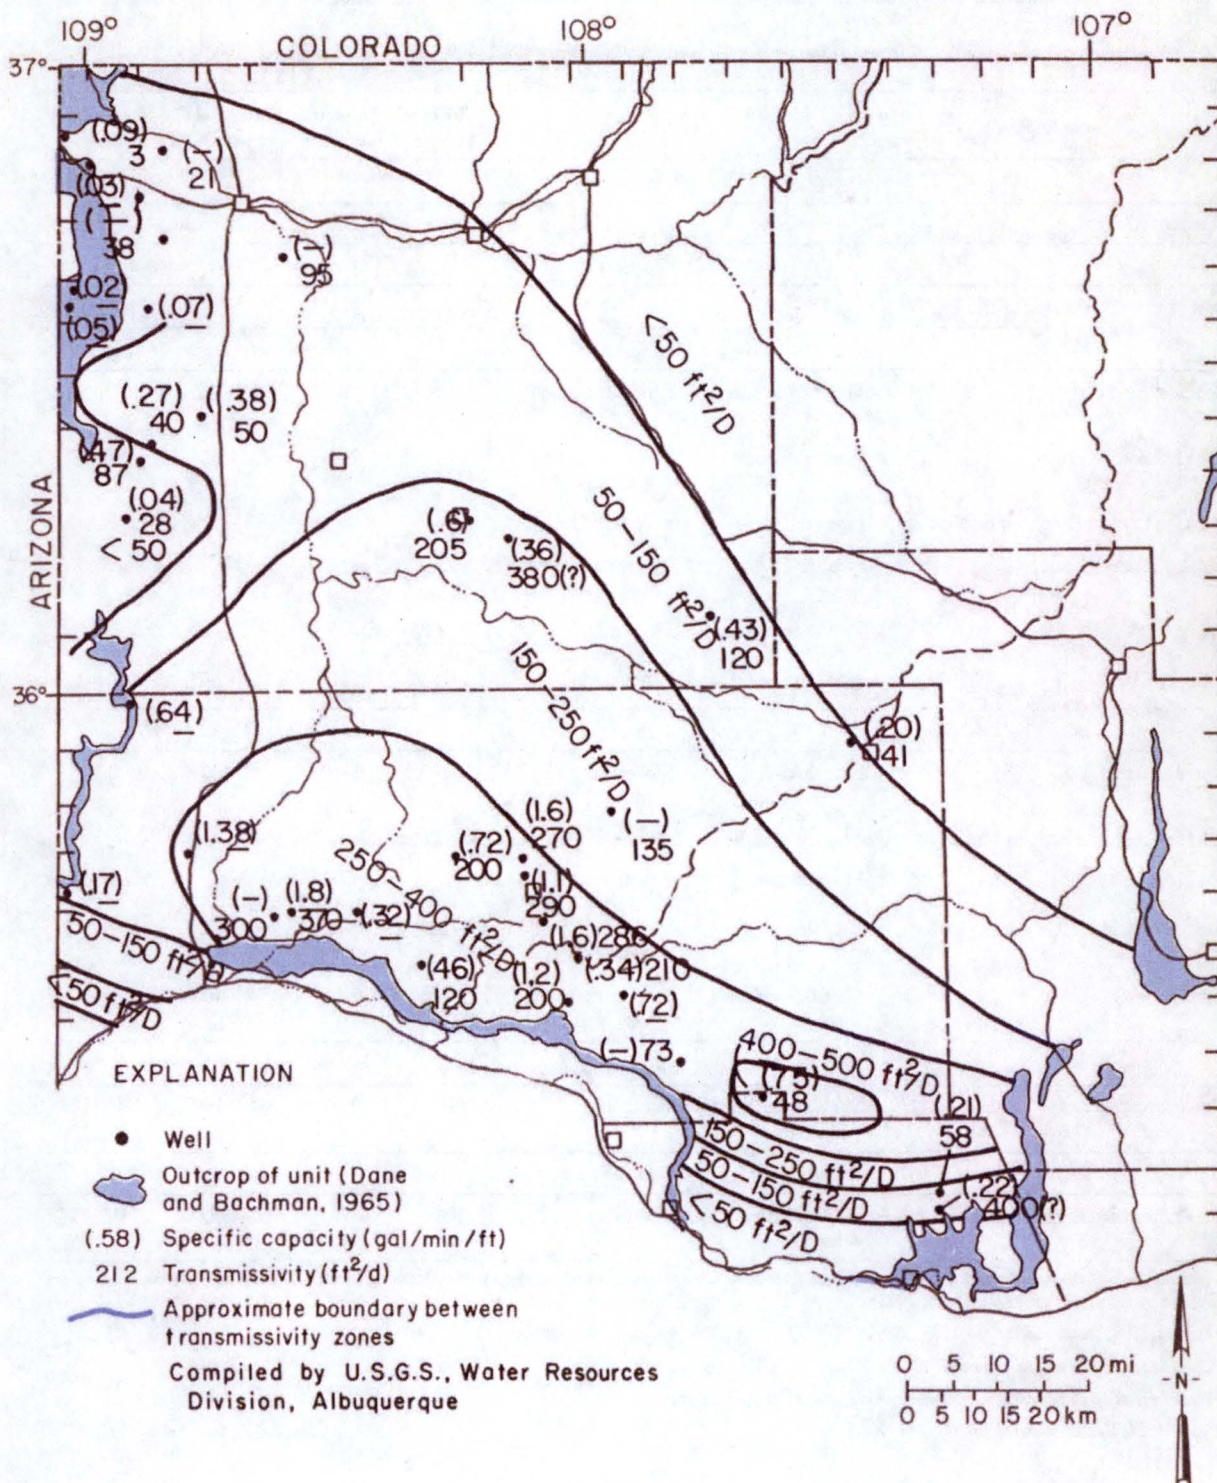 109° 108° 107°
COLORADO
37°
(.09)
3 (—)
21
(.03)
—
(—)
38
(—)
95
(.02
—
(.07)
—
(.05)
—
<50 ft²/D
(.27) (.38)
40 50
(.47)
87
(.04)
28
<50
ARIZONA
(.6)
205
(.36)
380(?)
50–150 ft²/D
(.43)
120
150–250 ft²/D
36°
(.64)
—
(.20)
41
(1.6)
270
(—)
135
(1.38)
—
(.72)
200
250–400 ft²/D
(1.1)
290
(.17)
—
(—)
300
(1.8)
370
(.32)
—
50–150 ft²/D
(1.6)286
(.34)210
(46)
120
(1.2)
200
(.72)
—
<50 ft²/D
(—)73
400–500 ft²/D
(7.5)
48
(.21)
58
150–250 ft²/D
50–150 ft²/D
(.22)
400(?)
<50 ft²/D
EXPLANATION
Well
Outcrop of unit (Dane
and Bachman, 1965)
(.58) Specific capacity (gal/min/ft)
212 Transmissivity (ft²/d)
Approximate boundary between
transmissivity zones
Compiled by U.S.G.S., Water Resources
Division, Albuquerque
0 5 10 15 20 mi
0 5 10 15 20 km
N